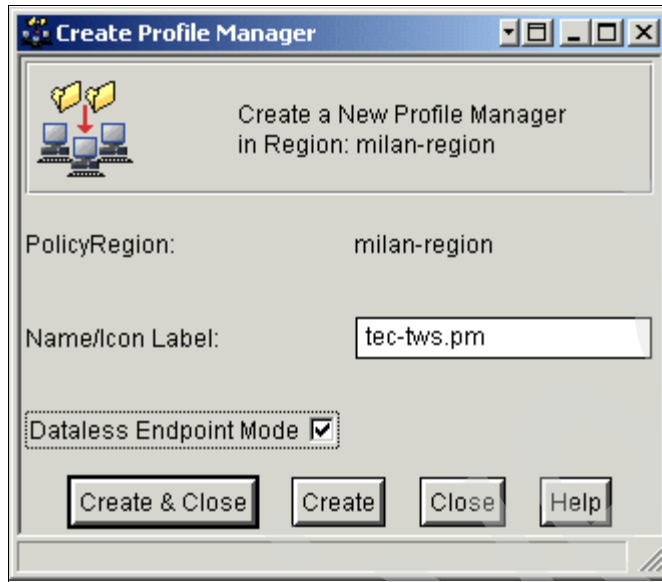 Create Profile Manager
Create a New Profile Manager
in Region: milan-region
PolicyRegion: milan-region
Name/Icon Label: tec-tws.pm
Dataless Endpoint Mode
Create & Close Create Close Help